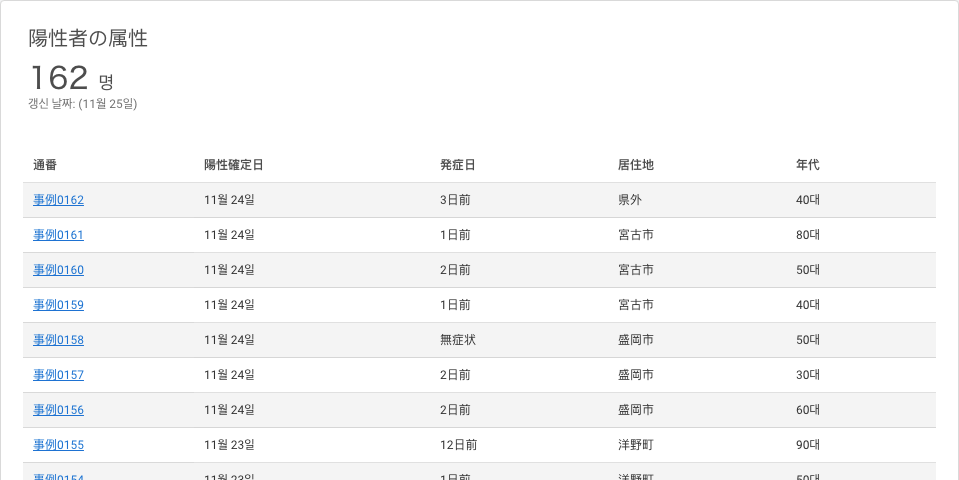 陽性者の属性
162 명
갱신 날짜: (11월 25일)
通番 陽性確定日 発症日 居住地 年代
事例0162 11월 24일 3日前 県外 40대
事例0161 11월 24일 1日前 宮古市 80대
事例0160 11월 24일 2日前 宮古市 50대
事例0159 11월 24일 1日前 宮古市 40대
事例0158 11월 24일 無症状 盛岡市 50대
事例0157 11월 24일 2日前 盛岡市 30대
事例0156 11월 24일 2日前 盛岡市 60대
事例0155 11월 23일 12日前 洋野町 90대
事例0154 11월 23일 1日前 洋野町 50대